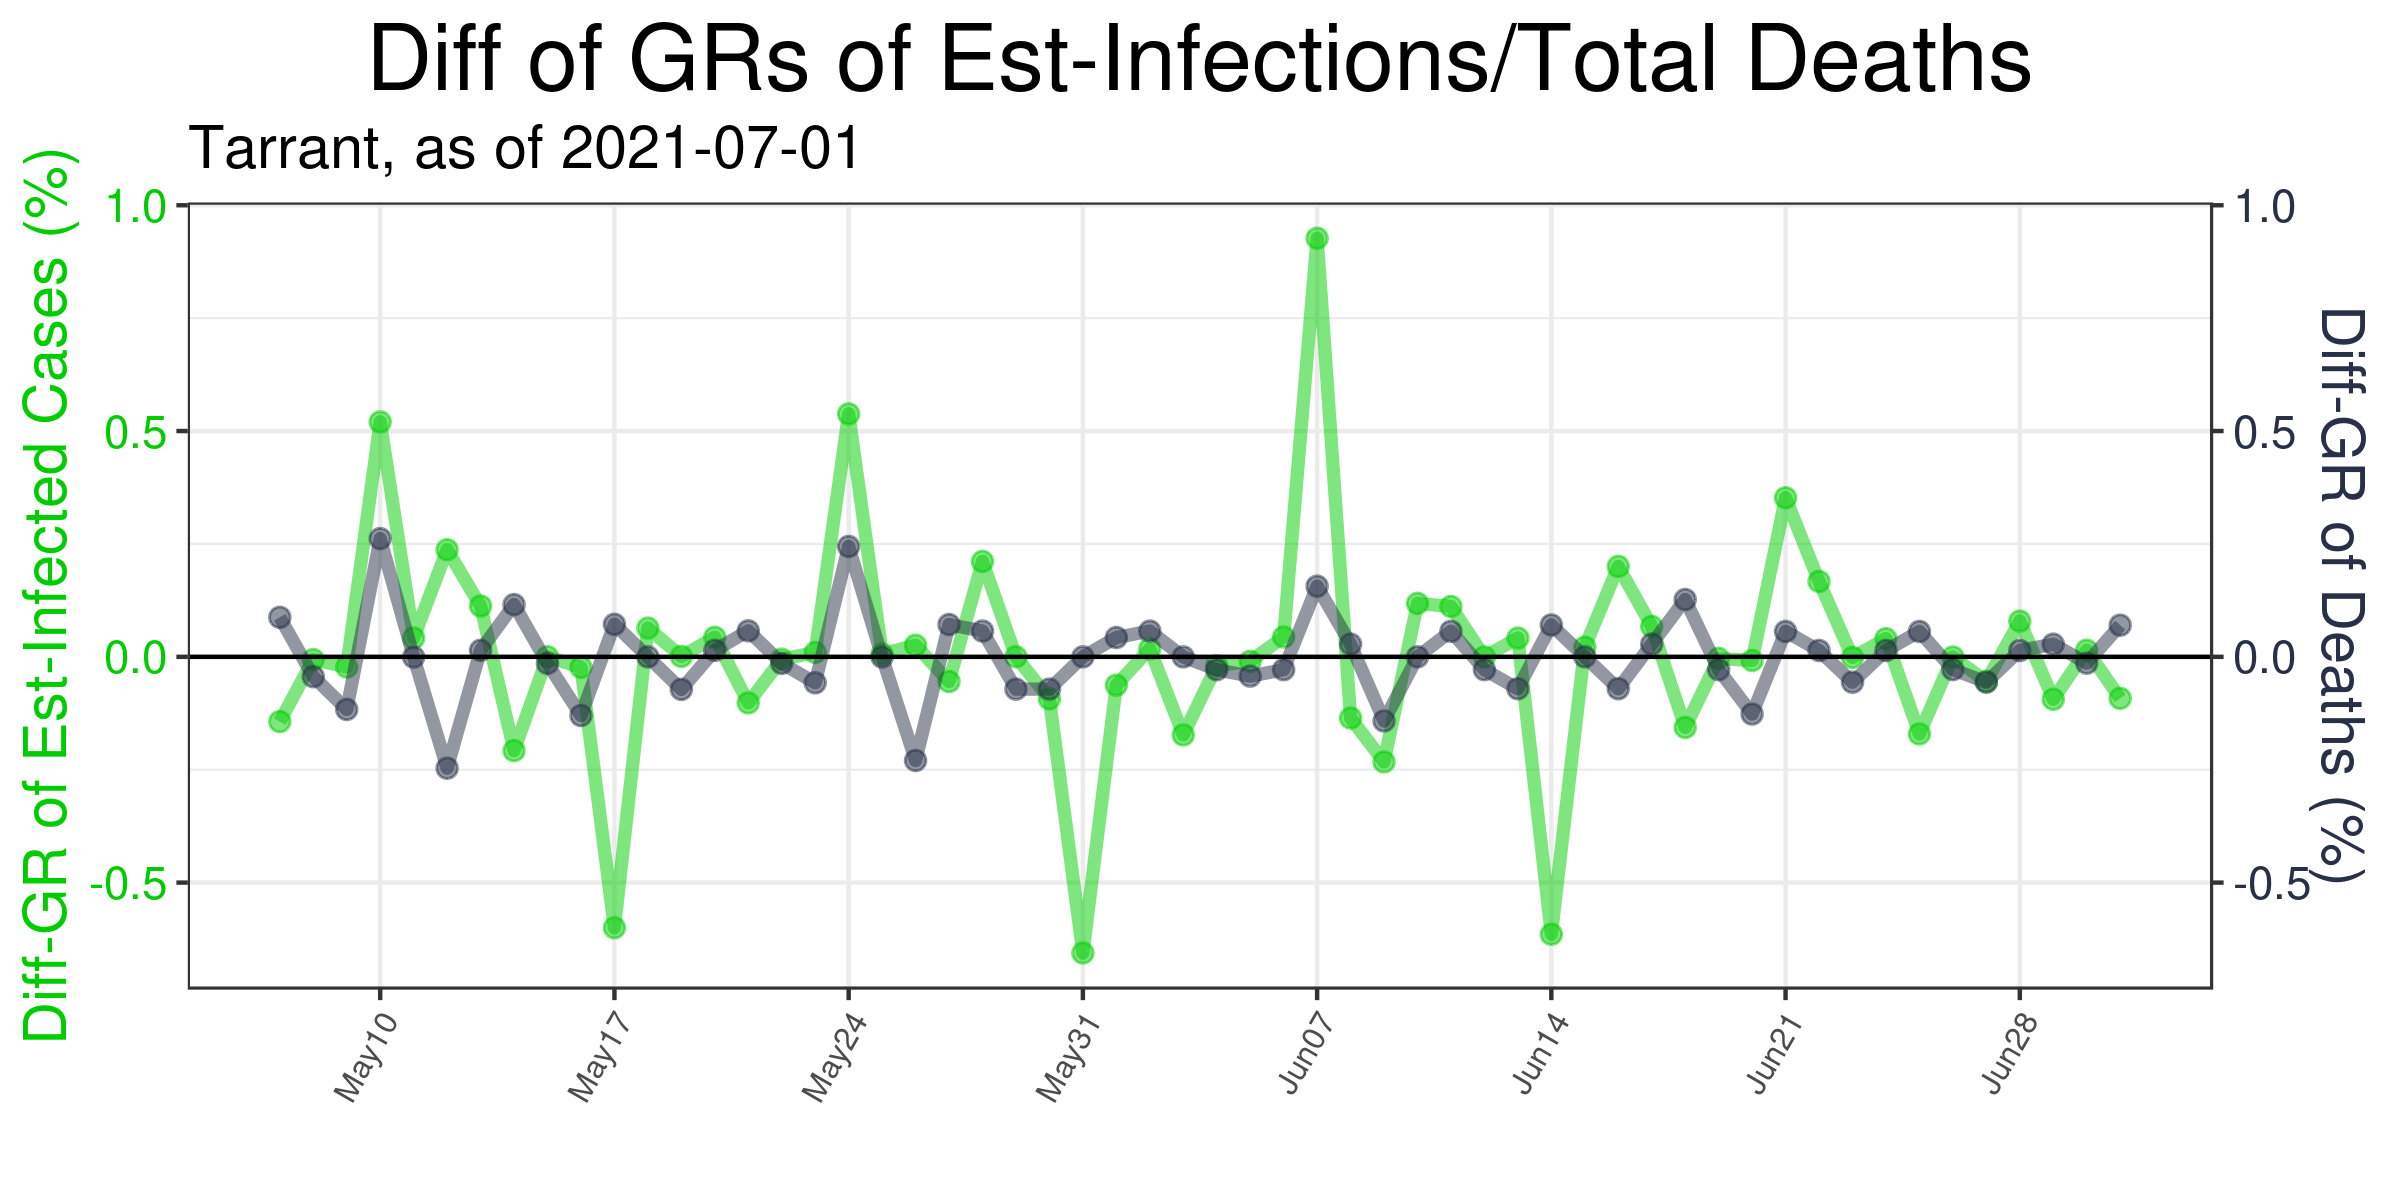 Diff of GRs of Est-Infections/Total Deaths
Tarrant, as of 2021-07-01
Diff-GR of Est-Infected Cases (%)
1.0
0.5
0.0
-0.5
1.0
0.5
0.0
-0.5
Diff-GR of Deaths (%)
May10
May17
May24
May31
Jun07
Jun14
Jun21
Jun28